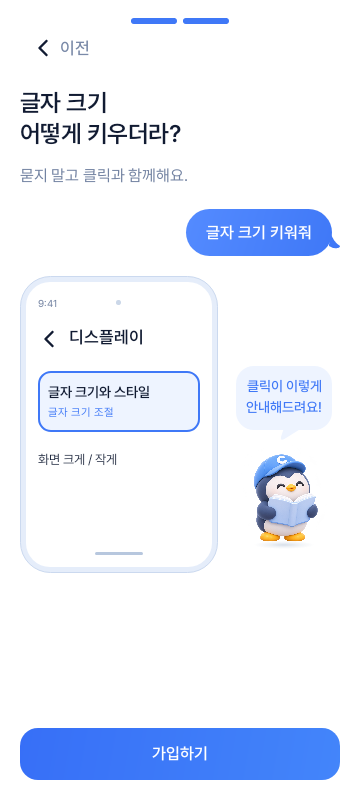 이전
글자 크기
어떻게 키우더라?
묻지 말고 클릭과 함께해요.
글자 크기 키워줘
9:41
디스플레이
글자 크기와 스타일
글자 크기 조절
화면 크게 / 작게
클릭이 이렇게
안내해드려요!
C
가입하기